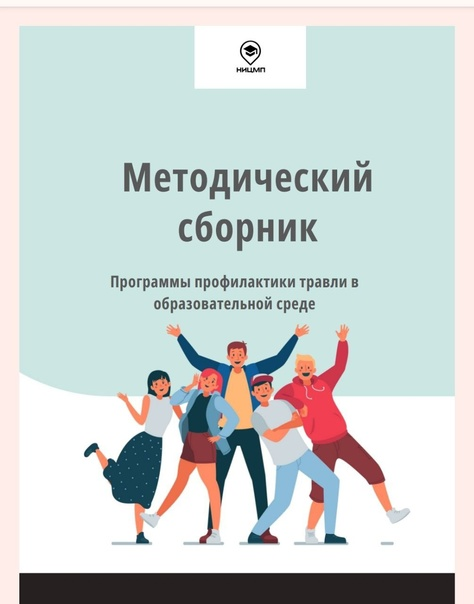 НИЦМП
Методический
сборник
Программы профилактики травли в
образовательной среде